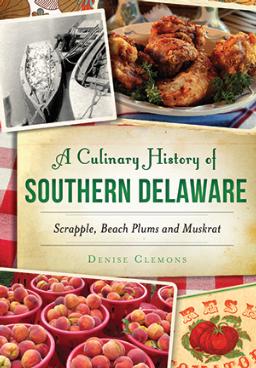 A Culinary History of
SOUTHERN DELAWARE
Scrapple, Beach Plums and Muskrat
DENISE CLEMONS